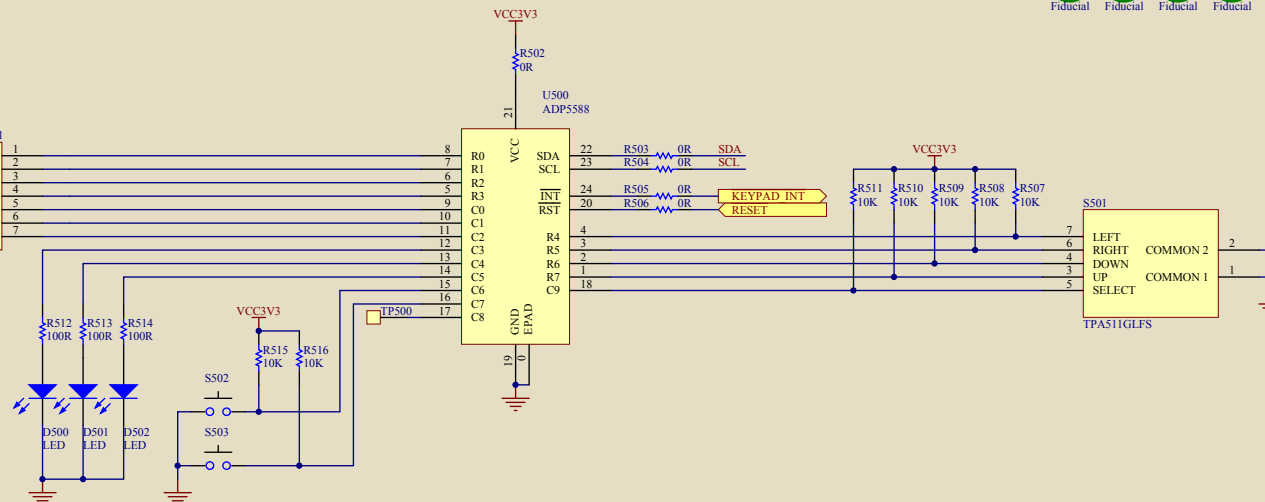 Fiducial Fiducial Fiducial Fiducial
VCC3V3
R502
0R
U500
ADP5588
21
VCC
1 8 R0 SDA 22 R503 0R SDA
2 7 R1 SCL 23 R504 0R SCL
3 6 R2
4 5 R3 INT 24 R505 0R KEYPAD_INT
5 9 C0 RST 20 R506 0R RESET
6 10 C1
7 11 C2 R4 4
12 C3 R5 3
13 C4 R6 2
14 C5 R7 1
15 C6 C9 18
16 C7
TP500 17 C8
GND EPAD
19 0
VCC3V3
R511 R510 R509 R508 R507
10K 10K 10K 10K 10K
S501
7 LEFT
6 RIGHT COMMON 2 2
4 DOWN
3 UP COMMON 1 1
5 SELECT
TPA511GLFS
R512 R513 R514
100R 100R 100R
VCC3V3
R515 R516
10K 10K
S502
S503
D500 D501 D502
LED LED LED